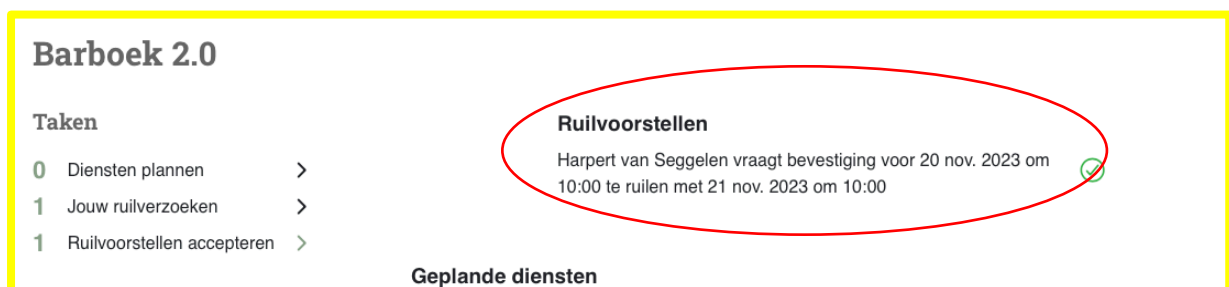 Barboek 2.0
Taken
0 Diensten plannen
1 Jouw ruilverzoeken
1 Ruilvoorstellen accepteren
Ruilvoorstellen
Harpert van Seggelen vraagt bevestiging voor 20 nov. 2023 om
10:00 te ruilen met 21 nov. 2023 om 10:00
Geplande diensten